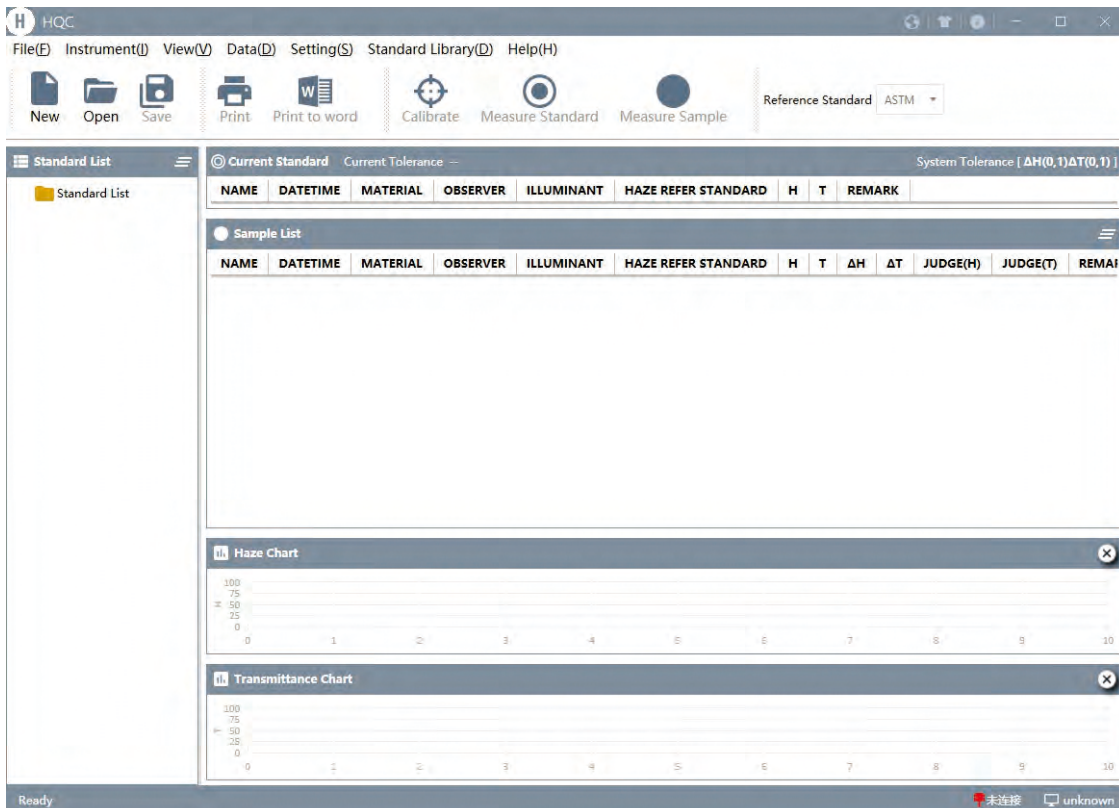 H HQC
File(F) Instrument(I) View(V) Data(D) Setting(S) Standard Library(D) Help(H)
New Open Save Print Print to word Calibrate Measure Standard Measure Sample Reference Standard ASTM
Standard List
Standard List
Current Standard Current Tolerance — System Tolerance [ ΔH(0,1)ΔT(0,1) ]
NAME DATETIME MATERIAL OBSERVER ILLUMINANT HAZE REFER STANDARD H T REMARK
Sample List
NAME DATETIME MATERIAL OBSERVER ILLUMINANT HAZE REFER STANDARD H T ΔH ΔT JUDGE(H) JUDGE(T) REMAR
Haze Chart
100
75
H 50
25
0
0 1 2 3 4 5 6 7 8 9 10
Transmittance Chart
100
75
T 50
25
0
0 1 2 3 4 5 6 7 8 9 10
Ready 未连接 unknown